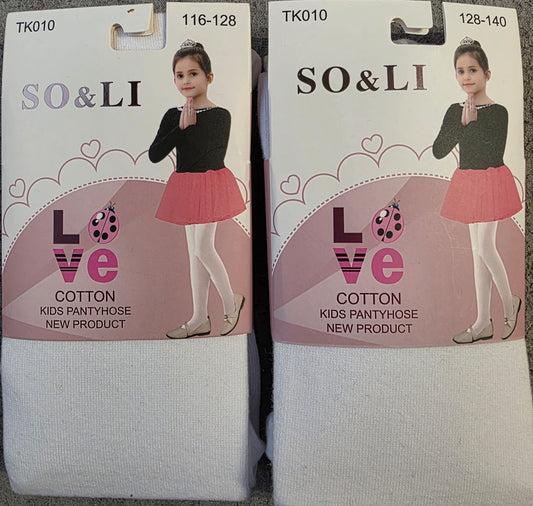 TK010 116-128
SO&LI
LOVe
COTTON
KIDS PANTYHOSE
NEW PRODUCT
TK010 128-140
SO&LI
LOVe
COTTON
KIDS PANTYHOSE
NEW PRODUCT